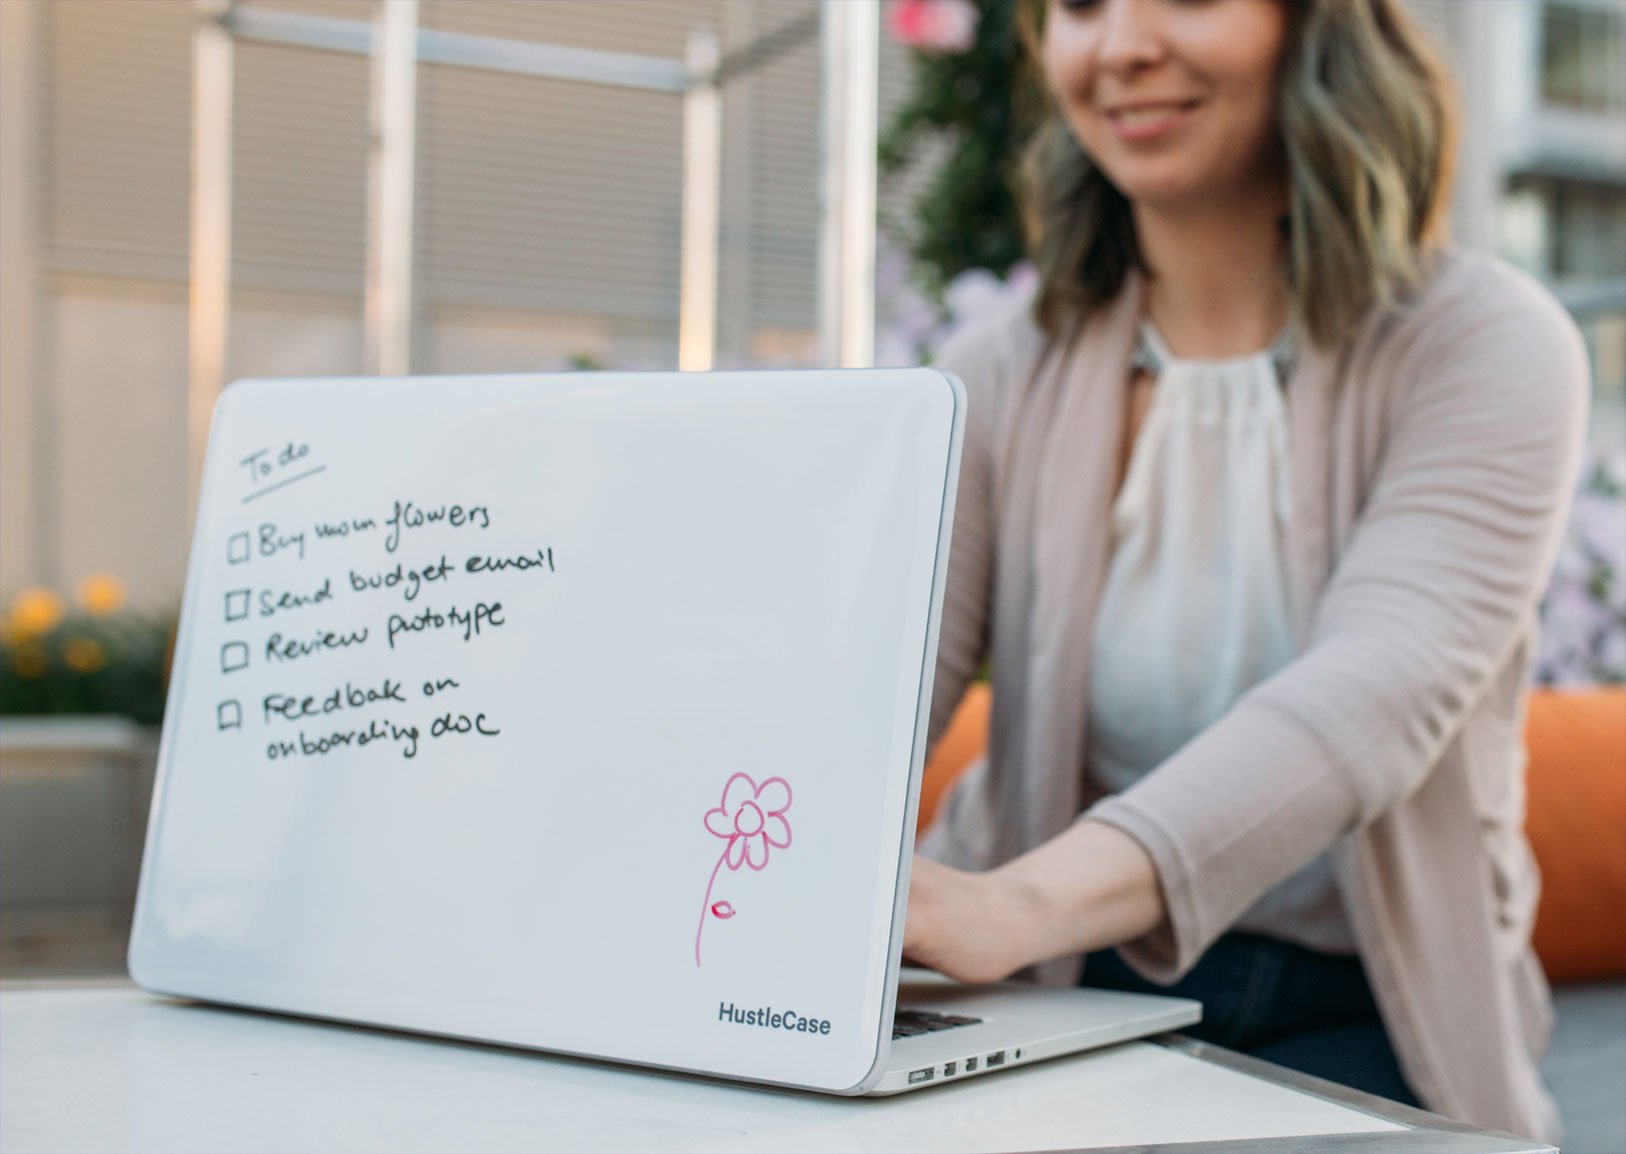 To do
Buy mom flowers
Send budget email
Review prototype
Feedbak on
onboarding doc
HustleCase